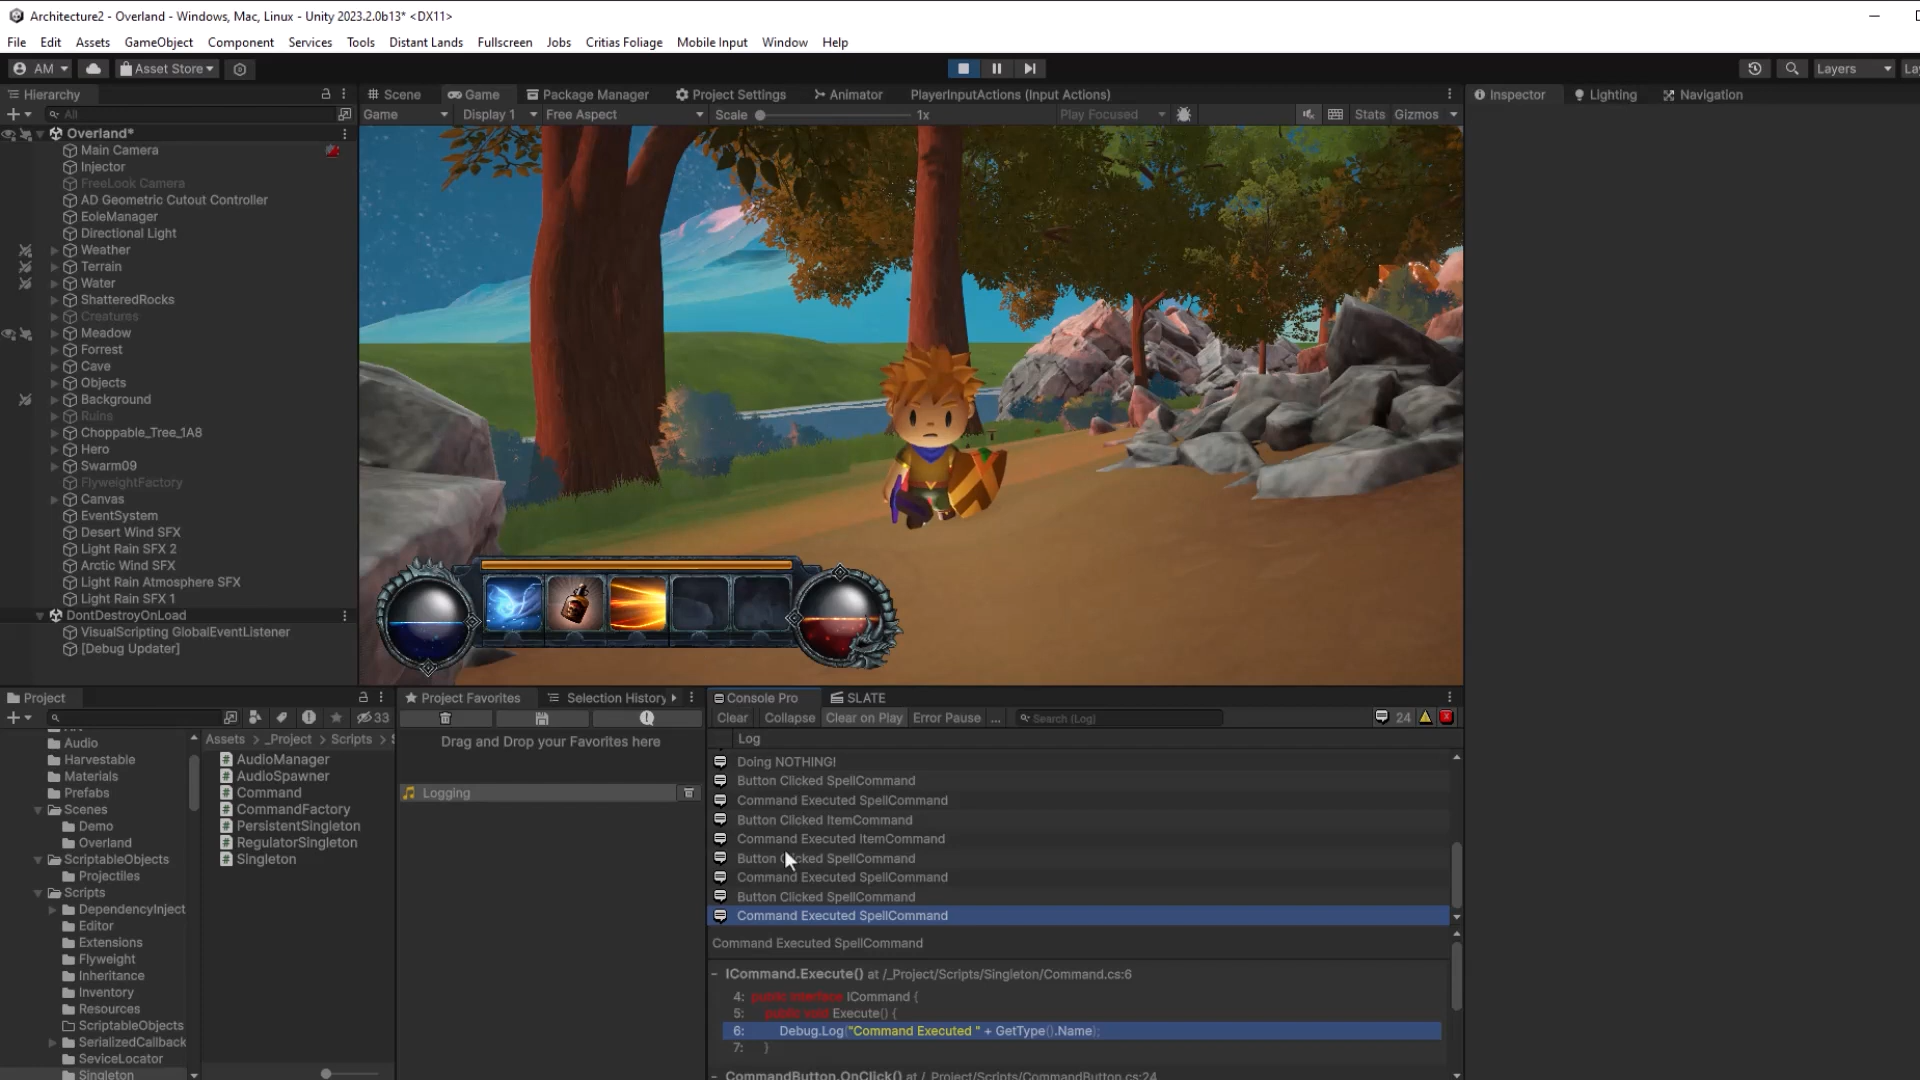 Architecture2 - Overland - Windows, Mac, Linux - Unity 2023.2.0b13* <DX11>
File Edit Assets GameObject Component Services Tools Distant Lands Fullscreen Jobs Critias Foliage Mobile Input Window Help
AM Asset Store Layers Lay
Hierarchy
All
Overland*
Main Camera
Injector
FreeLook Camera
AD Geometric Cutout Controller
EoleManager
Directional Light
Weather
Terrain
Water
ShatteredRocks
Creatures
Meadow
Forrest
Cave
Objects
Background
Ruins
Choppable_Tree_1A8
Hero
Swarm09
FlyweightFactory
Canvas
EventSystem
Desert Wind SFX
Light Rain SFX 2
Arctic Wind SFX
Light Rain Atmosphere SFX
Light Rain SFX 1
DontDestroyOnLoad
VisualScripting GlobalEventListener
[Debug Updater]
Scene Game Package Manager Project Settings Animator PlayerInputActions (Input Actions)
Game Display 1 Free Aspect Scale 1x Play Focused Stats Gizmos
Inspector Lighting Navigation
Project
33
Audio
Harvestable
Materials
Prefabs
Scenes
Demo
Overland
ScriptableObjects
Projectiles
Scripts
DependencyInject
Editor
Extensions
Flyweight
Inheritance
Inventory
Resources
ScriptableObjects
SerializedCallback
SeviceLocator
Singleton
Assets > _Project > Scripts > S
AudioManager
AudioSpawner
Command
CommandFactory
PersistentSingleton
RegulatorSingleton
Singleton
Project Favorites Selection History
Drag and Drop your Favorites here
Logging
Console Pro SLATE
Clear Collapse Clear on Play Error Pause ... Search (Log) 24
Log
Doing NOTHING!
Button Clicked SpellCommand
Command Executed SpellCommand
Button Clicked ItemCommand
Command Executed ItemCommand
Button Clicked SpellCommand
Command Executed SpellCommand
Button Clicked SpellCommand
Command Executed SpellCommand
Command Executed SpellCommand
- ICommand.Execute() at /_Project/Scripts/Singleton/Command.cs:6
4: public interface ICommand {
5: public void Execute() {
6: Debug.Log("Command Executed " + GetType().Name);
7: }
- CommandButton.OnClick() at /_Project/Scripts/CommandButton.cs:24